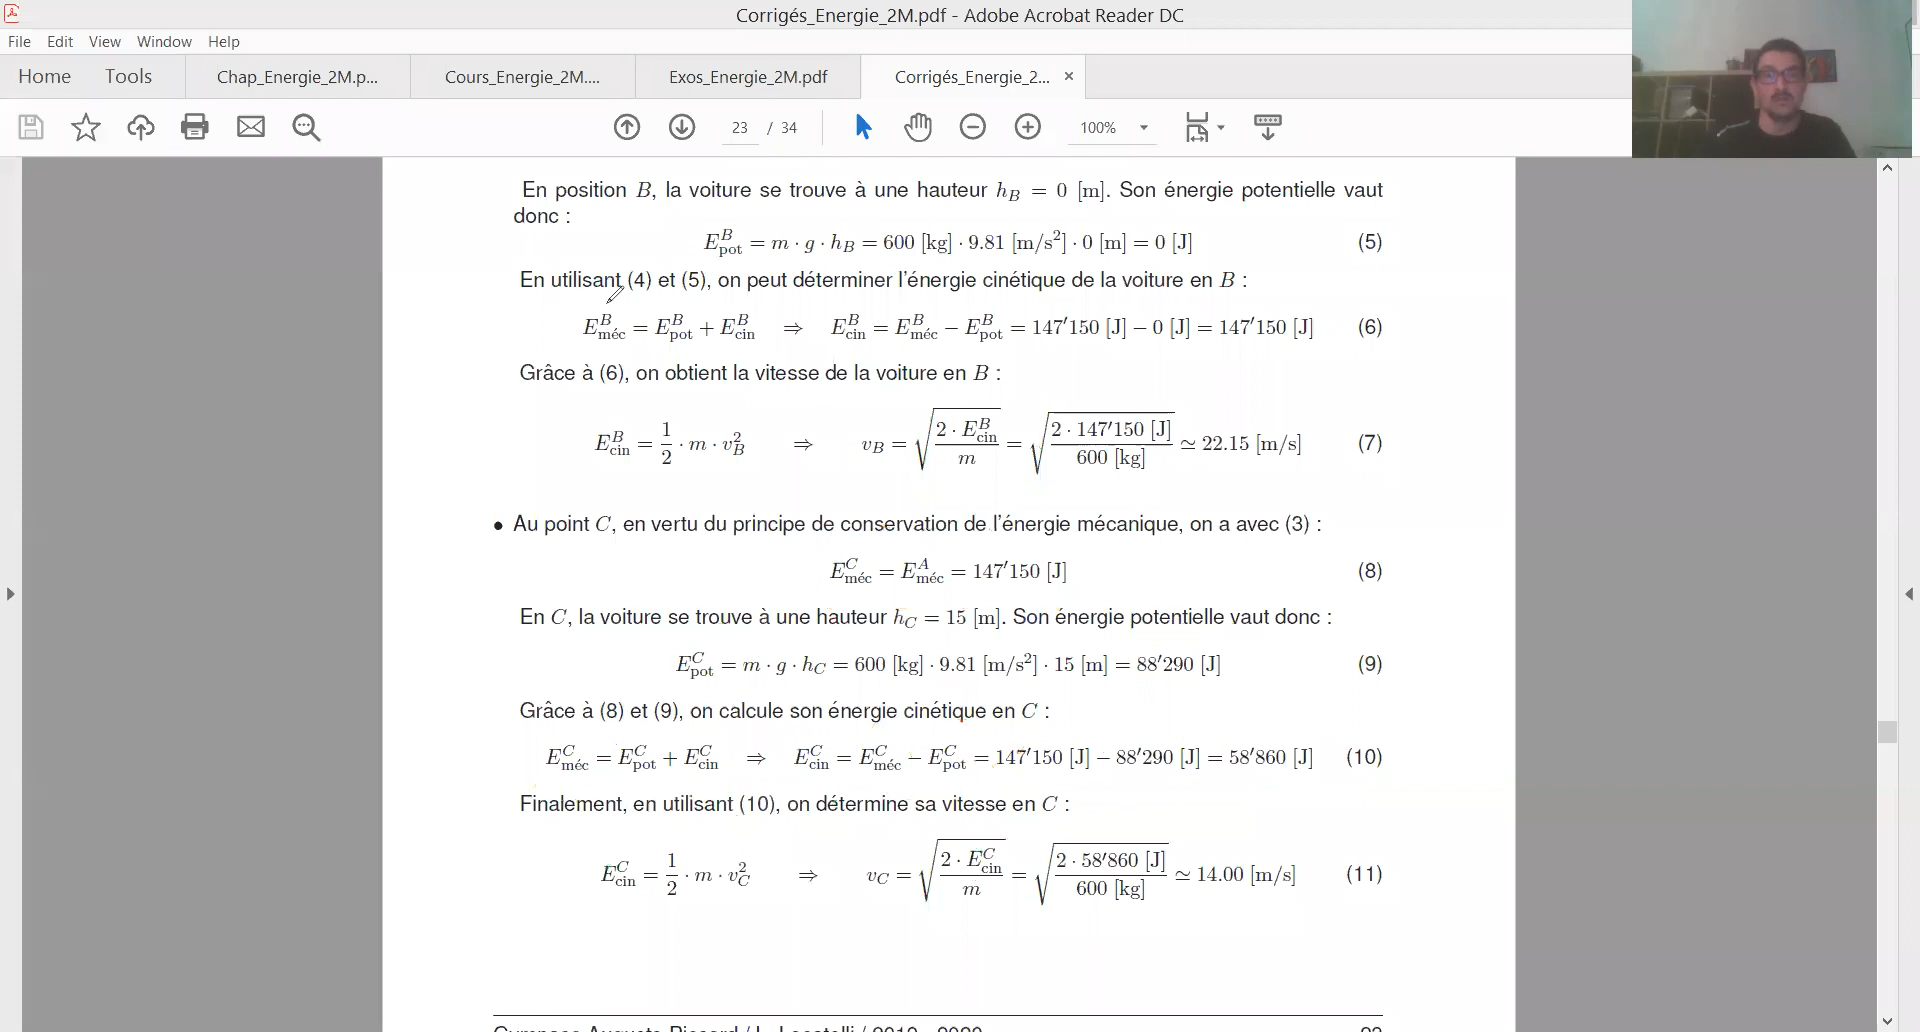 Corrigés_Energie_2M.pdf - Adobe Acrobat Reader DC
File Edit View Window Help
Home Tools Chap_Energie_2M.p... Cours_Energie_2M.... Exos_Energie_2M.pdf Corrigés_Energie_2... ×
23 / 34 100%
En position B, la voiture se trouve à une hauteur h_B = 0 [m]. Son énergie potentielle vaut
donc :
E^B_pot = m · g · h_B = 600 [kg] · 9.81 [m/s²] · 0 [m] = 0 [J] (5)
En utilisant (4) et (5), on peut déterminer l'énergie cinétique de la voiture en B :
E^B_méc = E^B_pot + E^B_cin ⇒ E^B_cin = E^B_méc − E^B_pot = 147'150 [J] − 0 [J] = 147'150 [J] (6)
Grâce à (6), on obtient la vitesse de la voiture en B :
E^B_cin = 1/2 · m · v_B^2 ⇒ v_B = √(2 · E^B_cin / m) = √(2 · 147'150 [J] / 600 [kg]) ≃ 22.15 [m/s] (7)
• Au point C, en vertu du principe de conservation de l'énergie mécanique, on a avec (3) :
E^C_méc = E^A_méc = 147'150 [J] (8)
En C, la voiture se trouve à une hauteur h_C = 15 [m]. Son énergie potentielle vaut donc :
E^C_pot = m · g · h_C = 600 [kg] · 9.81 [m/s²] · 15 [m] = 88'290 [J] (9)
Grâce à (8) et (9), on calcule son énergie cinétique en C :
E^C_méc = E^C_pot + E^C_cin ⇒ E^C_cin = E^C_méc − E^C_pot = 147'150 [J] − 88'290 [J] = 58'860 [J] (10)
Finalement, en utilisant (10), on détermine sa vitesse en C :
E^C_cin = 1/2 · m · v_C^2 ⇒ v_C = √(2 · E^C_cin / m) = √(2 · 58'860 [J] / 600 [kg]) ≃ 14.00 [m/s] (11)